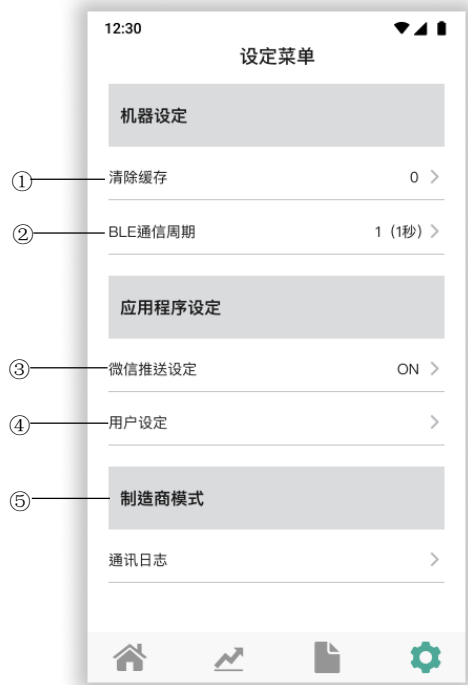 12:30
设定菜单
机器设定
① 清除缓存 0
② BLE通信周期 1（1秒）
应用程序设定
③ 微信推送设定 ON
④ 用户设定
⑤ 制造商模式
通讯日志